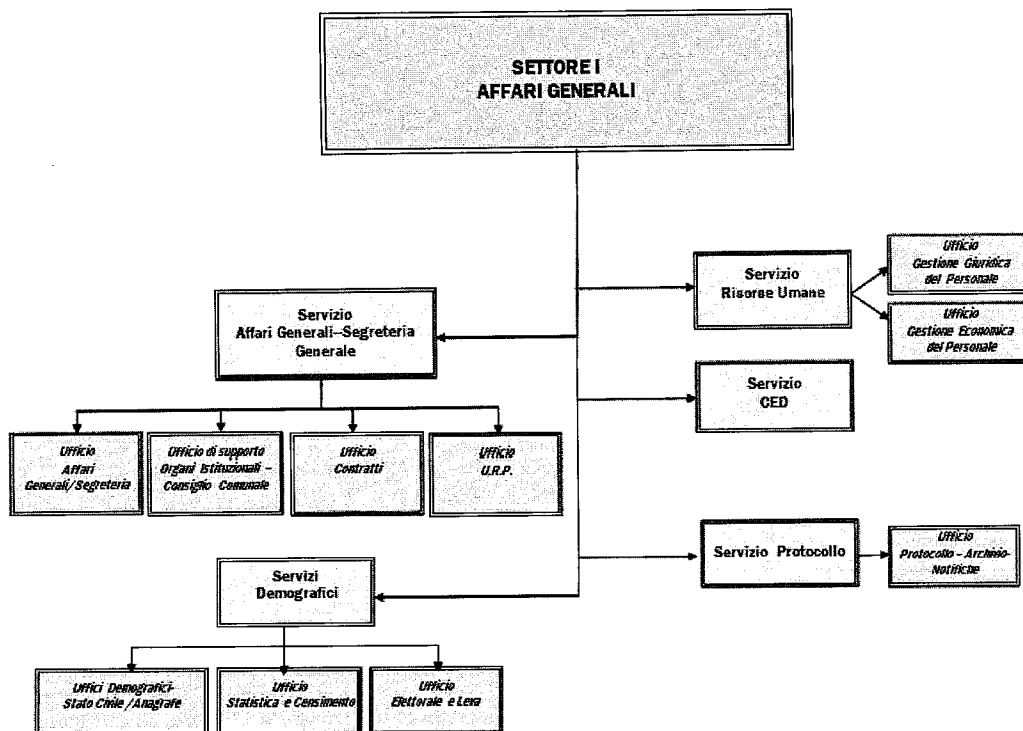 SETTORE I
AFFARI GENERALI
Servizio
Risorse Umane
Ufficio
Gestione Giuridica
del Personale
Ufficio
Gestione Economica
del Personale
Servizio
Affari Generali–Segreteria
Generale
Servizio
CED
Ufficio
Affari
Generali/Segreteria
Ufficio di supporto
Organi Istituzionali –
Consiglio Comunale
Ufficio
Contratti
Ufficio
U.R.P.
Servizio Protocollo
Ufficio
Protocollo – Archivio-
Notifiche
Servizi
Demografici
Uffici Demografici-
Stato Civile /Anagrafe
Ufficio
Statistica e Censimento
Ufficio
Elettorale e Leva